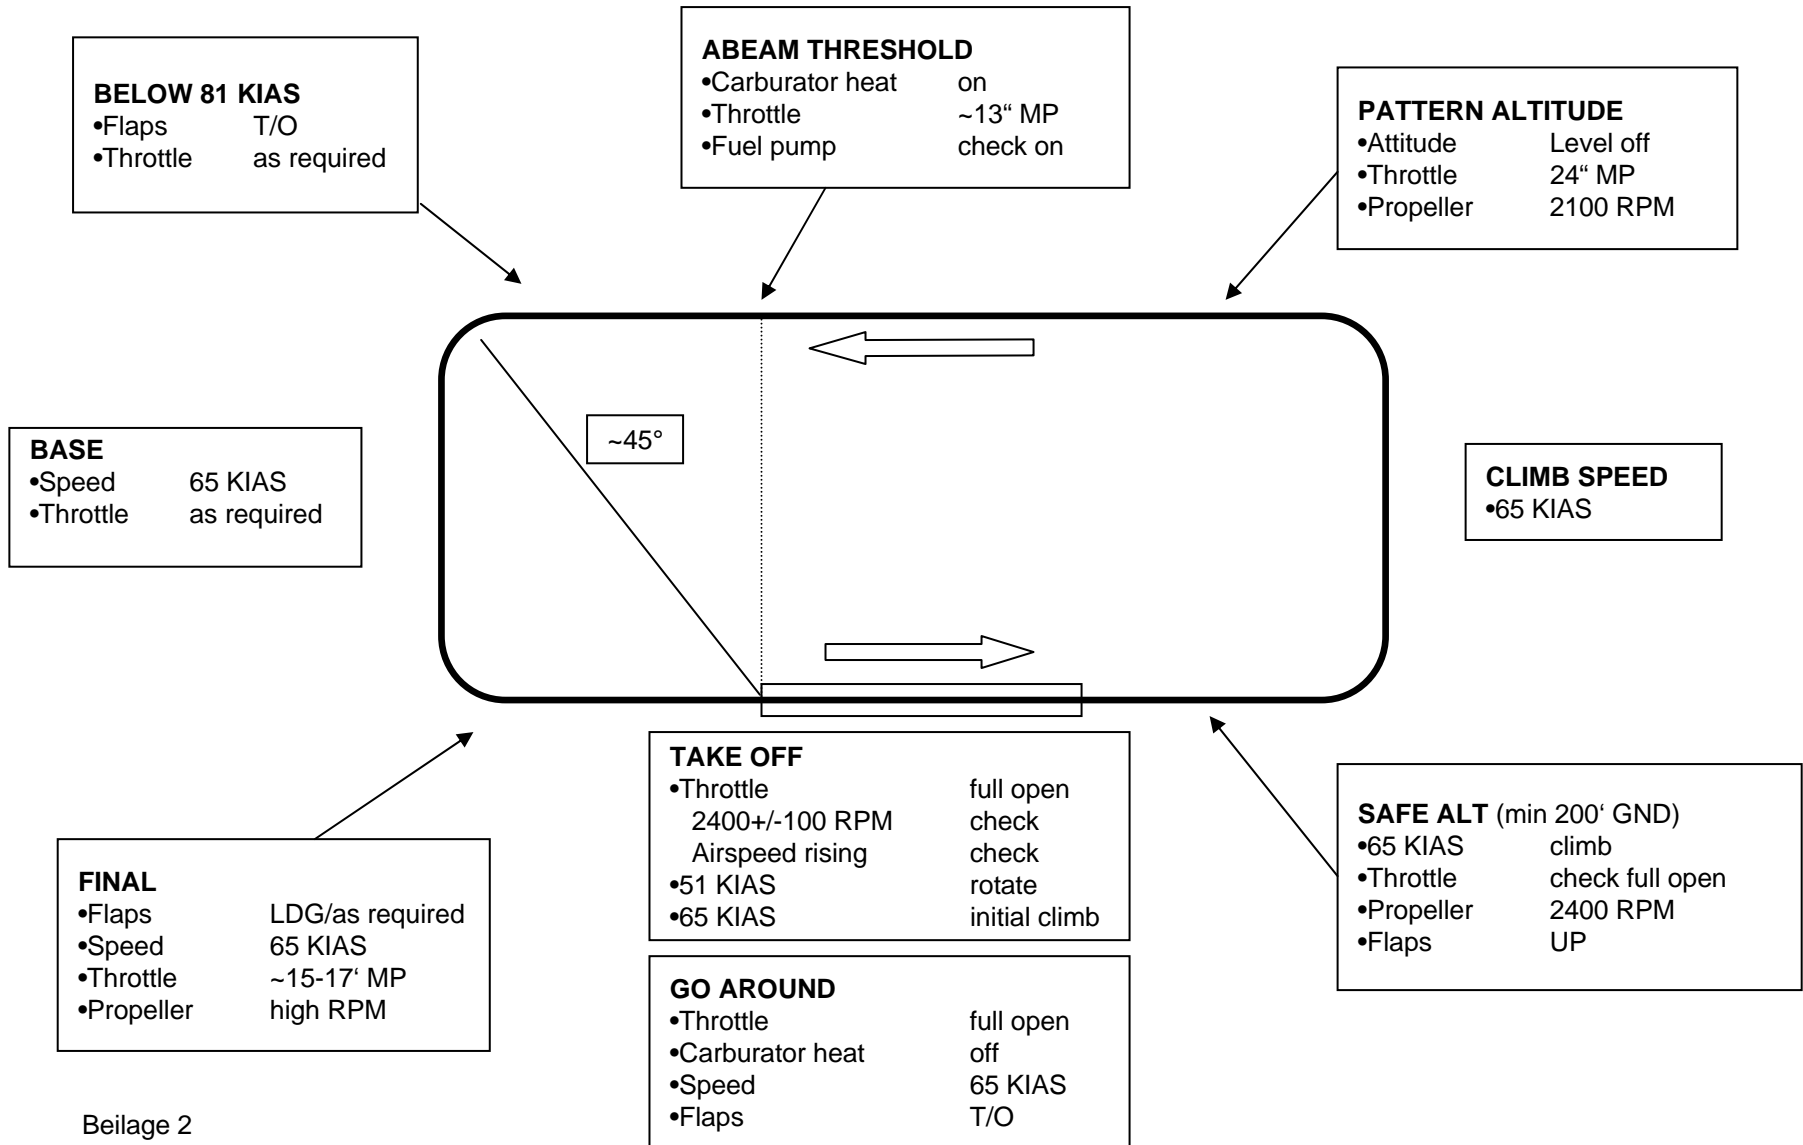 BELOW 81 KIAS
•Flaps T/O
•Throttle as required
ABEAM THRESHOLD
•Carburator heat on
•Throttle ~13“ MP
•Fuel pump check on
PATTERN ALTITUDE
•Attitude Level off
•Throttle 24“ MP
•Propeller 2100 RPM
~45°
BASE
•Speed 65 KIAS
•Throttle as required
CLIMB SPEED
•65 KIAS
FINAL
•Flaps LDG/as required
•Speed 65 KIAS
•Throttle ~15-17‘ MP
•Propeller high RPM
TAKE OFF
•Throttle full open
2400+/-100 RPM check
Airspeed rising check
•51 KIAS rotate
•65 KIAS initial climb
SAFE ALT (min 200‘ GND)
•65 KIAS climb
•Throttle check full open
•Propeller 2400 RPM
•Flaps UP
GO AROUND
•Throttle full open
•Carburator heat off
•Speed 65 KIAS
•Flaps T/O
Beilage 2